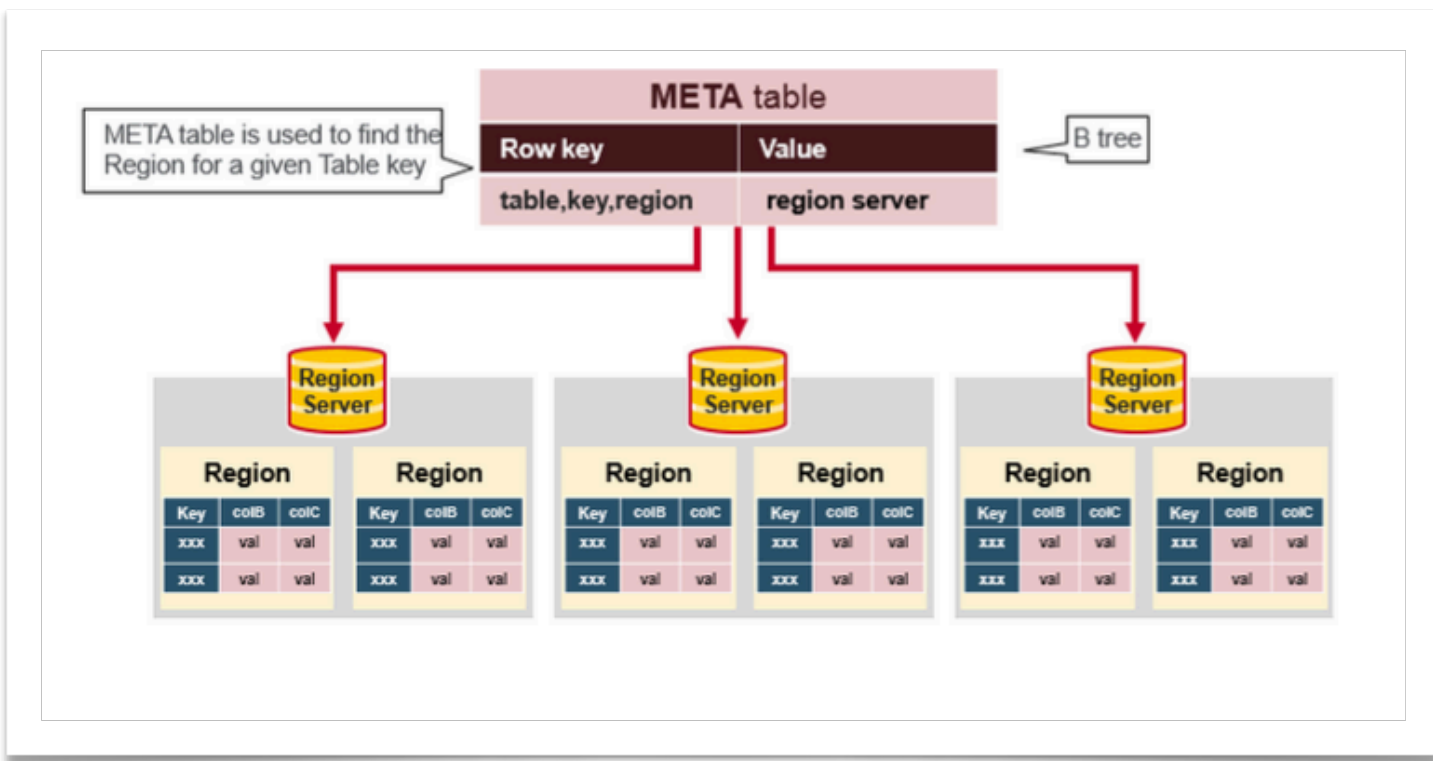 META table
META table is used to find the
Region for a given Table key
B tree
Row key Value
table,key,region region server
Region
Server
Region
Server
Region
Server
Region Region Region Region Region Region
Key colB colC Key colB colC Key colB colC Key colB colC Key colB colC Key colB colC
xxx val val xxx val val xxx val val xxx val val xxx val val xxx val val
xxx val val xxx val val xxx val val xxx val val xxx val val xxx val val